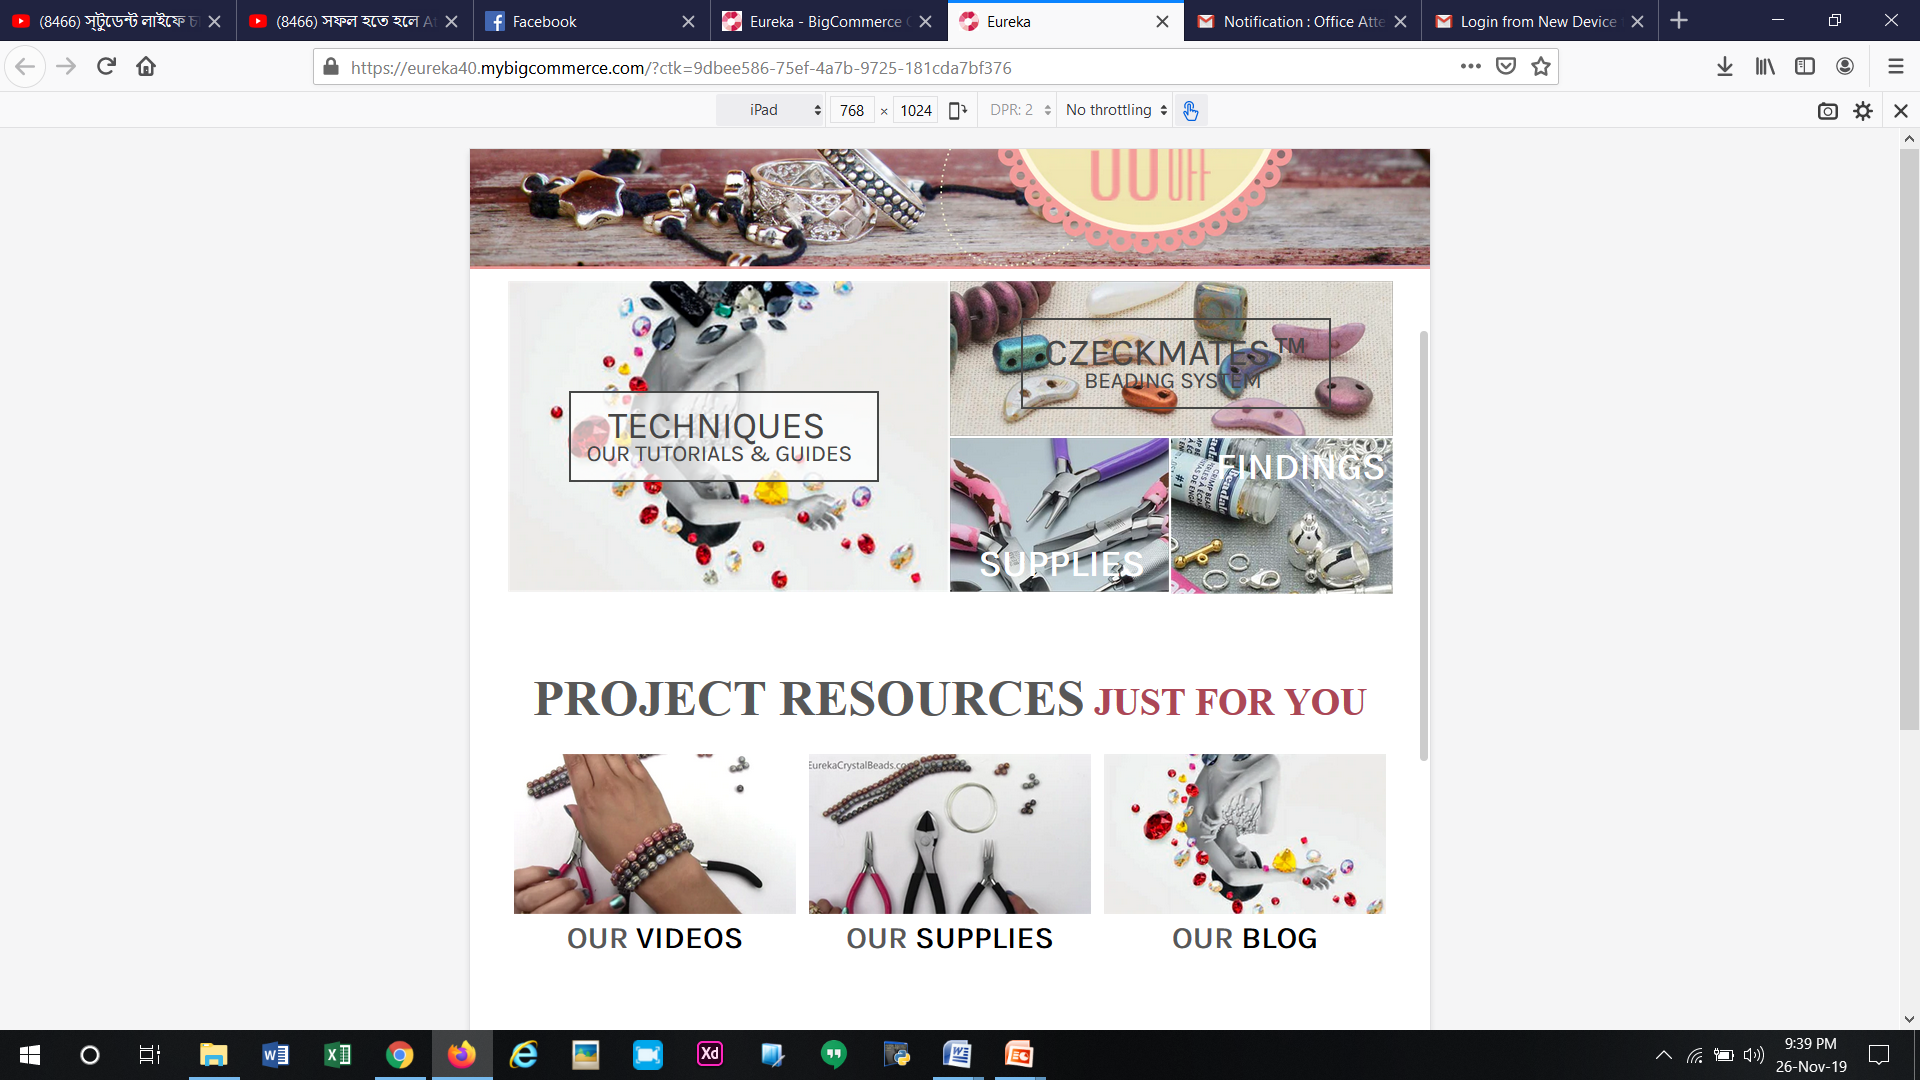 (8466) স্টুডেন্ট লাইফে
(8466) সফল হতে হলে
Facebook
Eureka - BigCommerce
Eureka
Notification : Office Atte
Login from New Device
https://eureka40.mybigcommerce.com/?ctk=9dbee586-75ef-4a7b-9725-181cda7bf376
iPad
768 × 1024
DPR: 2
No throttling
OFF
TECHNIQUES
OUR TUTORIALS & GUIDES
CZECKMATES™
BEADING SYSTEM
SUPPLIES
FINDINGS
#1
PROJECT RESOURCES JUST FOR YOU
EurekaCrystalBeads.co
OUR VIDEOS
OUR SUPPLIES
OUR BLOG
Xd
9:39 PM
26-Nov-19